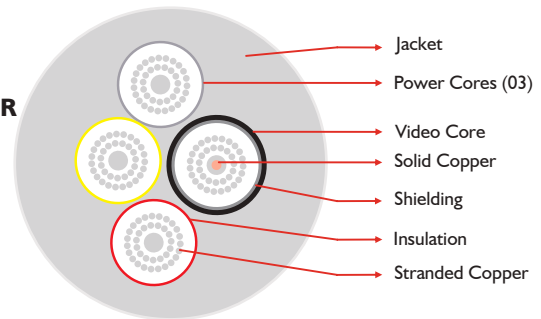 Jacket
Power Cores (03)
R
Video Core
Solid Copper
Shielding
Insulation
Stranded Copper